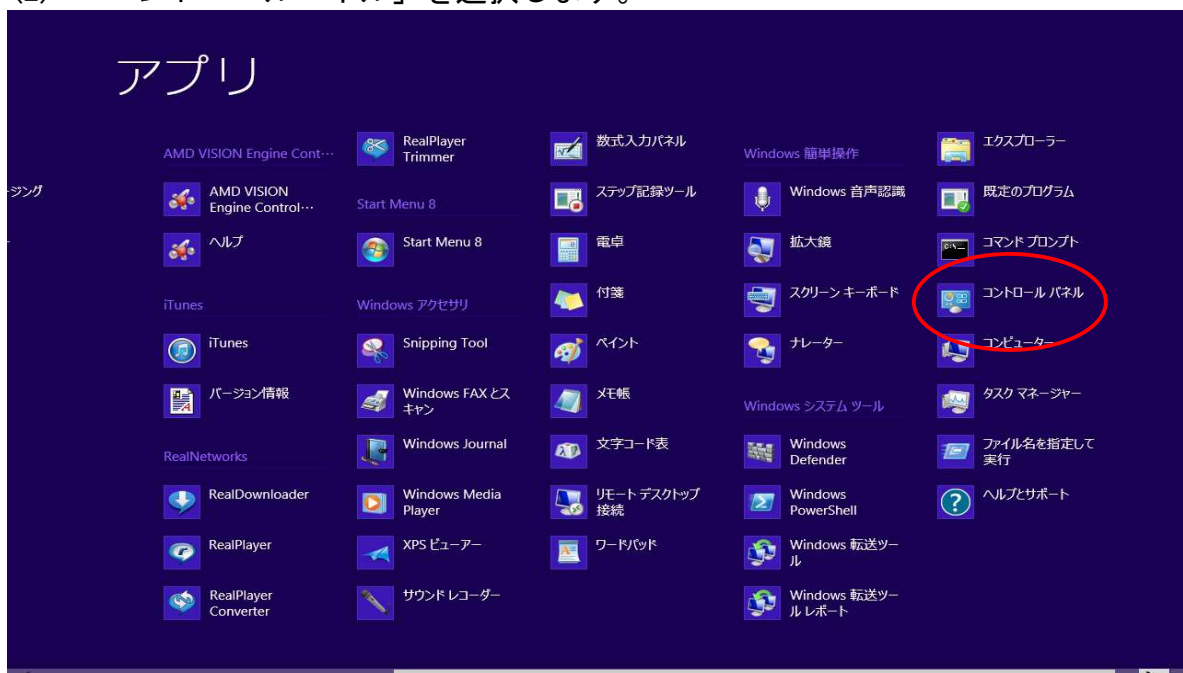 を選択します。
アプリ
ージング
AMD VISION Engine Cont…
AMD VISION
Engine Control…
ヘルプ
iTunes
iTunes
バージョン情報
RealNetworks
RealDownloader
RealPlayer
RealPlayer
Converter
RealPlayer
Trimmer
Start Menu 8
Start Menu 8
Windows アクセサリ
Snipping Tool
Windows FAX とス
キャン
Windows Journal
Windows Media
Player
XPS ビューアー
サウンド レコーダー
数式入力パネル
ステップ記録ツール
電卓
付箋
ペイント
メモ帳
文字コード表
リモート デスクトップ
接続
ワードパッド
Windows 簡単操作
Windows 音声認識
拡大鏡
スクリーン キーボード
ナレーター
Windows システム ツール
Windows
Defender
Windows
PowerShell
Windows 転送ツー
ル
Windows 転送ツー
ル レポート
エクスプローラー
既定のプログラム
コマンド プロンプト
コントロール パネル
コンピューター
タスク マネージャー
ファイル名を指定して
実行
ヘルプとサポート